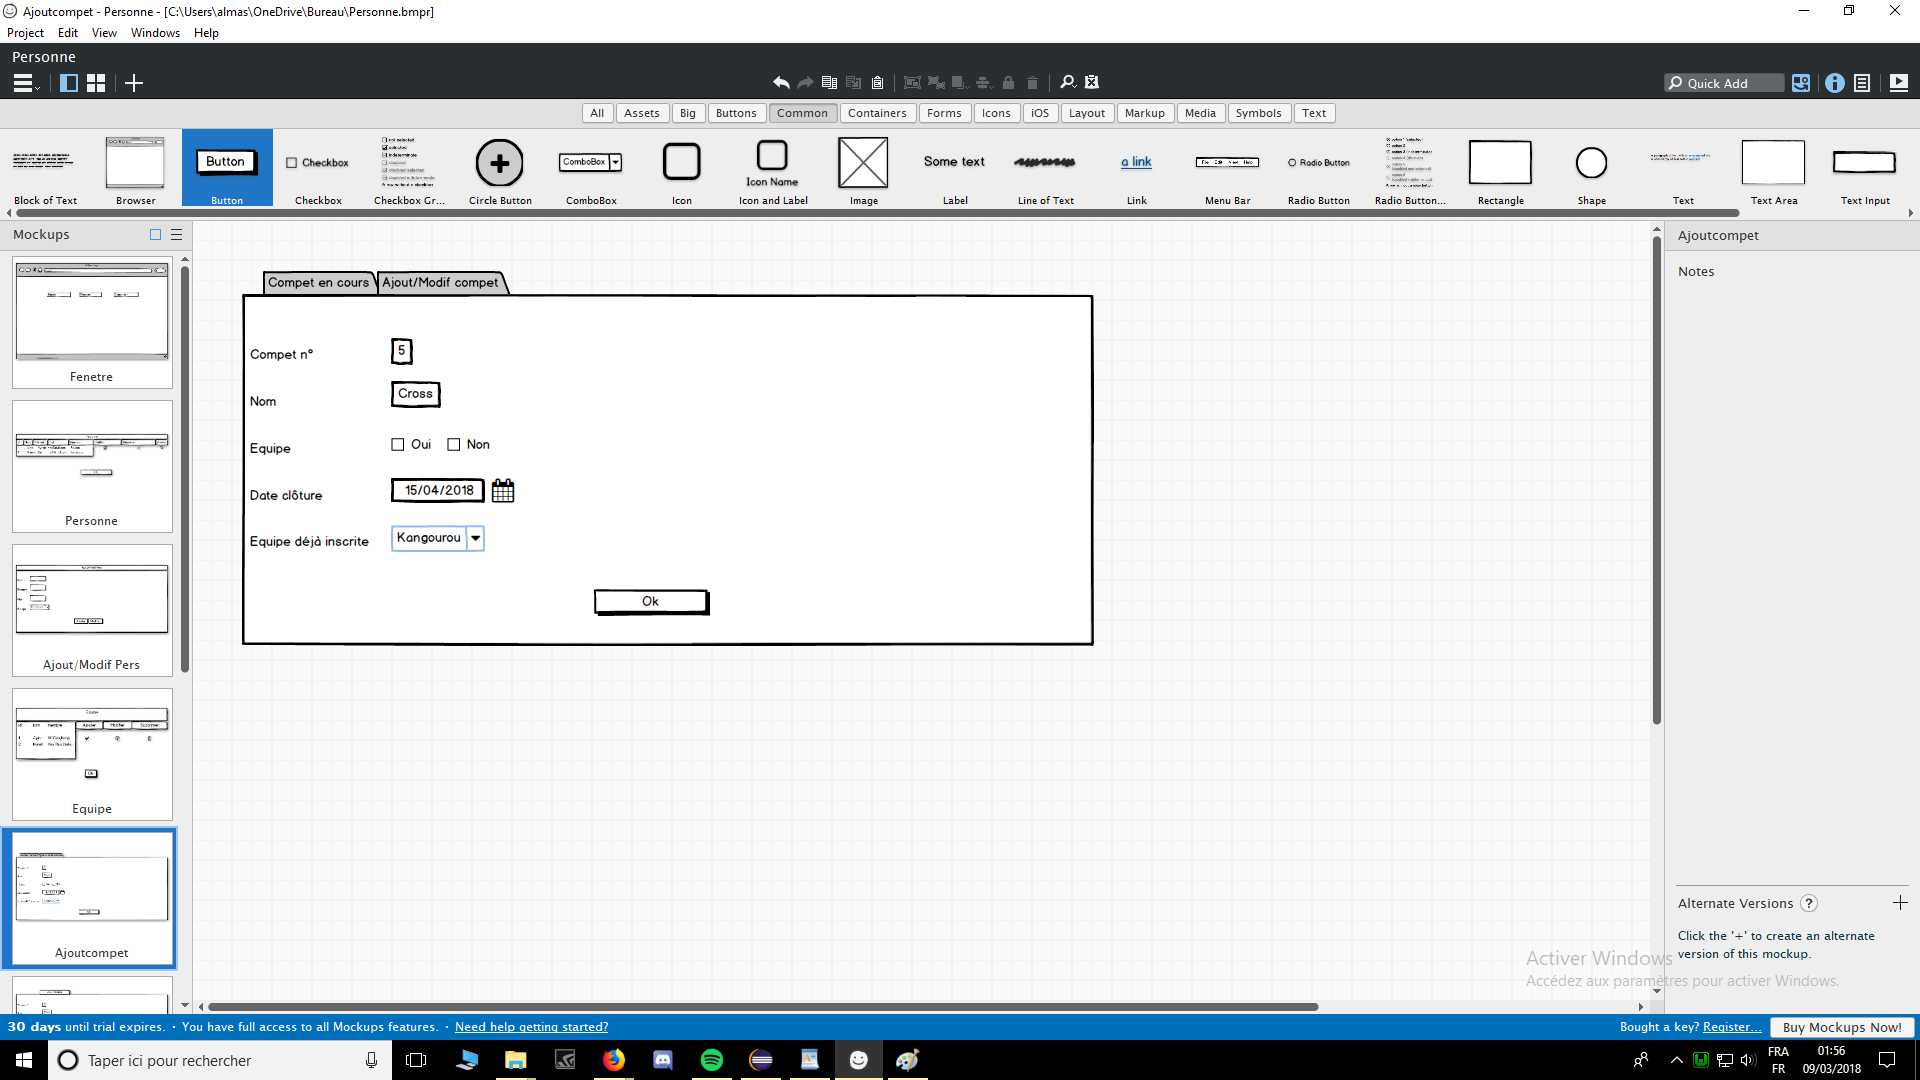 Ajoutcompet - Personne - [C:\Users\almas\OneDrive\Bureau\Personne.bmpr]
Project Edit View Windows Help
Personne
Quick Add
All Assets Big Buttons Common Containers Forms Icons iOS Layout Markup Media Symbols Text
Button Checkbox ComboBox Icon Name Some text a link File Edit View Help Radio Button
Block of Text Browser Button Checkbox Checkbox Gr... Circle Button ComboBox Icon Icon and Label Image Label Line of Text Link Menu Bar Radio Button Radio Button... Rectangle Shape Text Text Area Text Input
Mockups
Fenetre
Personne
Ajout/Modif Pers
Equipe
Ajoutcompet
Compet en cours Ajout/Modif compet
Compet n° 5
Nom Cross
Equipe Oui Non
Date clôture 15/04/2018
Equipe déjà inscrite Kangourou
Ok
Ajoutcompet
Notes
Alternate Versions ?
Click the '+' to create an alternate
version of this mockup.
Activer Windows
Accédez aux paramètres pour activer Windows.
30 days until trial expires. · You have full access to all Mockups features. · Need help getting started?
Bought a key? Register... Buy Mockups Now!
Taper ici pour rechercher
FRA
FR
01:56
09/03/2018